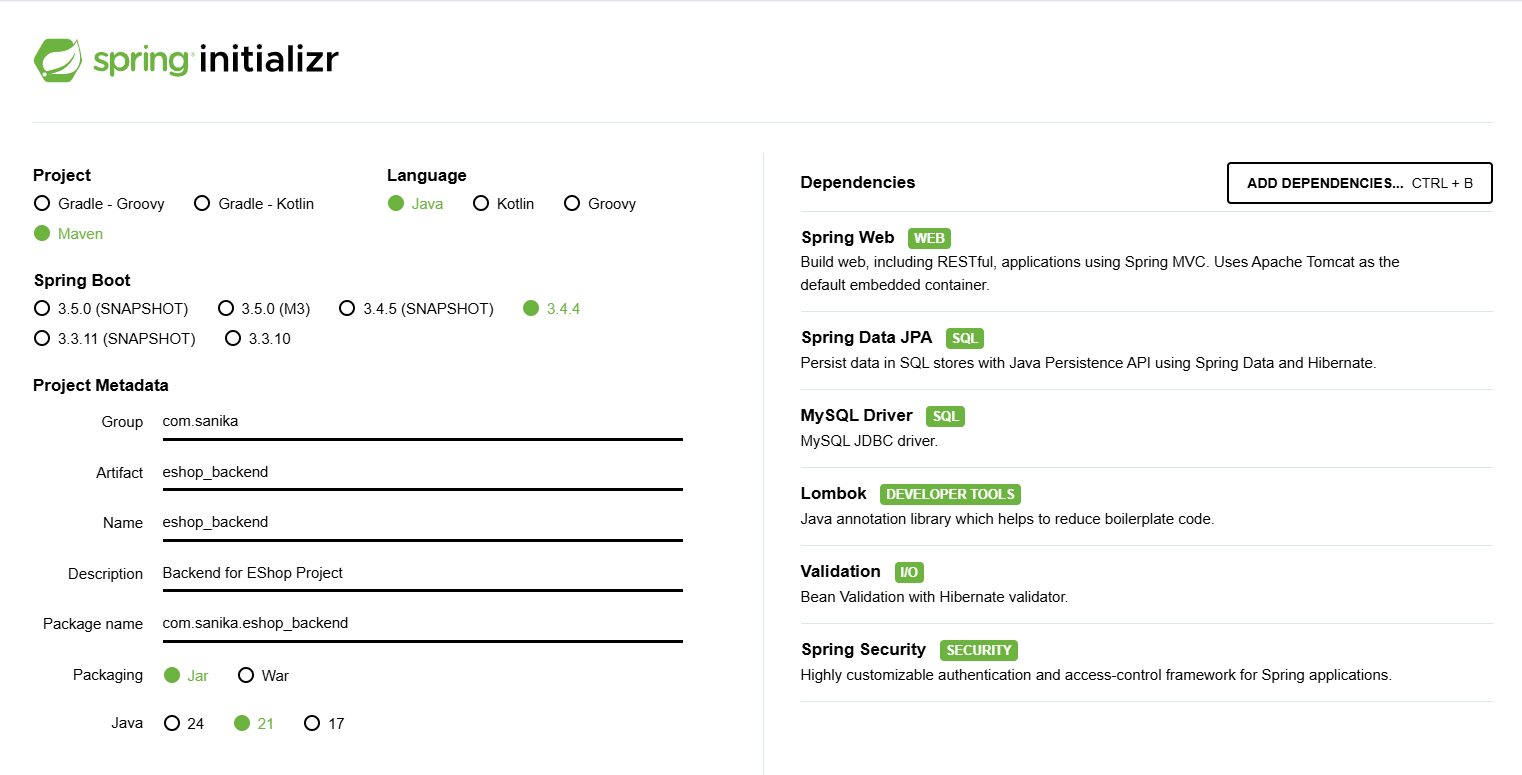 spring initializr
Project
Gradle - Groovy Gradle - Kotlin
Maven
Language
Java Kotlin Groovy
Spring Boot
3.5.0 (SNAPSHOT) 3.5.0 (M3) 3.4.5 (SNAPSHOT) 3.4.4
3.3.11 (SNAPSHOT) 3.3.10
Project Metadata
Group com.sanika
Artifact eshop_backend
Name eshop_backend
Description Backend for EShop Project
Package name com.sanika.eshop_backend
Packaging Jar War
Java 24 21 17
Dependencies
ADD DEPENDENCIES... CTRL + B
Spring Web WEB
Build web, including RESTful, applications using Spring MVC. Uses Apache Tomcat as the
default embedded container.
Spring Data JPA SQL
Persist data in SQL stores with Java Persistence API using Spring Data and Hibernate.
MySQL Driver SQL
MySQL JDBC driver.
Lombok DEVELOPER TOOLS
Java annotation library which helps to reduce boilerplate code.
Validation I/O
Bean Validation with Hibernate validator.
Spring Security SECURITY
Highly customizable authentication and access-control framework for Spring applications.